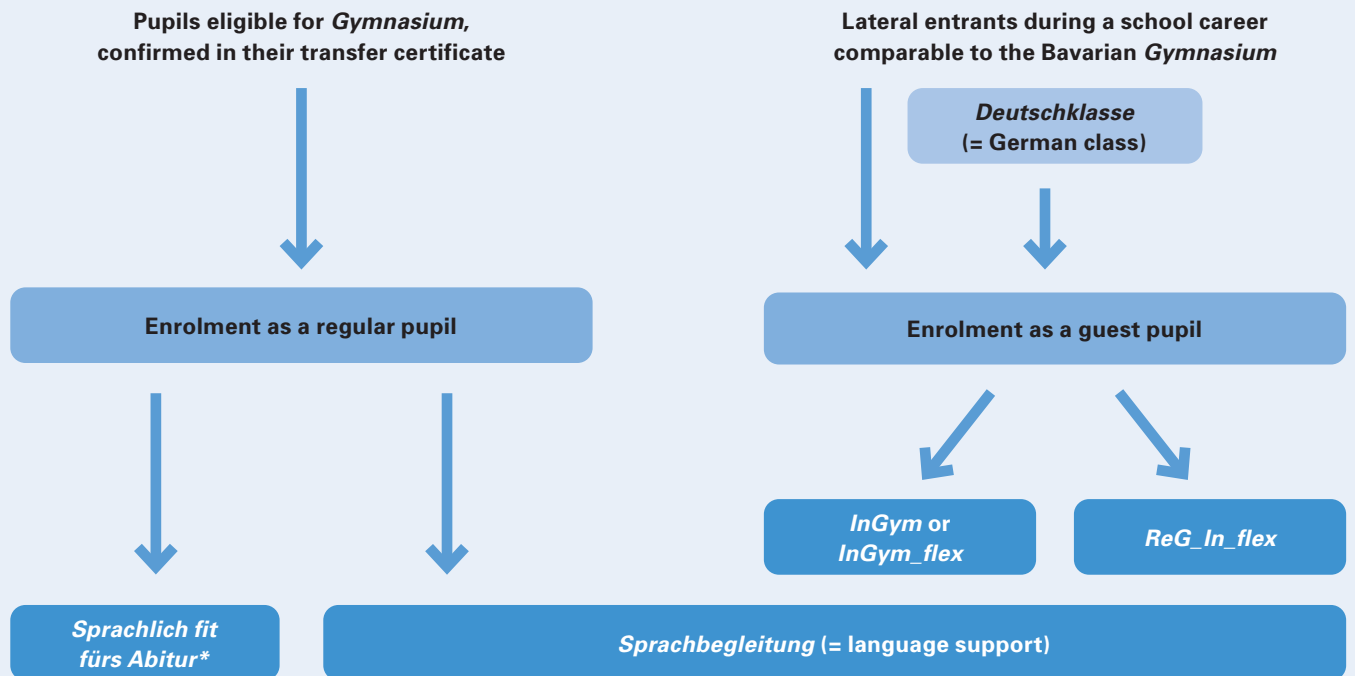 Pupils eligible for Gymnasium,
confirmed in their transfer certificate
Lateral entrants during a school career
comparable to the Bavarian Gymnasium
Deutschklasse
(= German class)
Enrolment as a regular pupil
Enrolment as a guest pupil
InGym or
InGym_flex
ReG_In_flex
Sprachlich fit
fürs Abitur*
Sprachbegleitung (= language support)